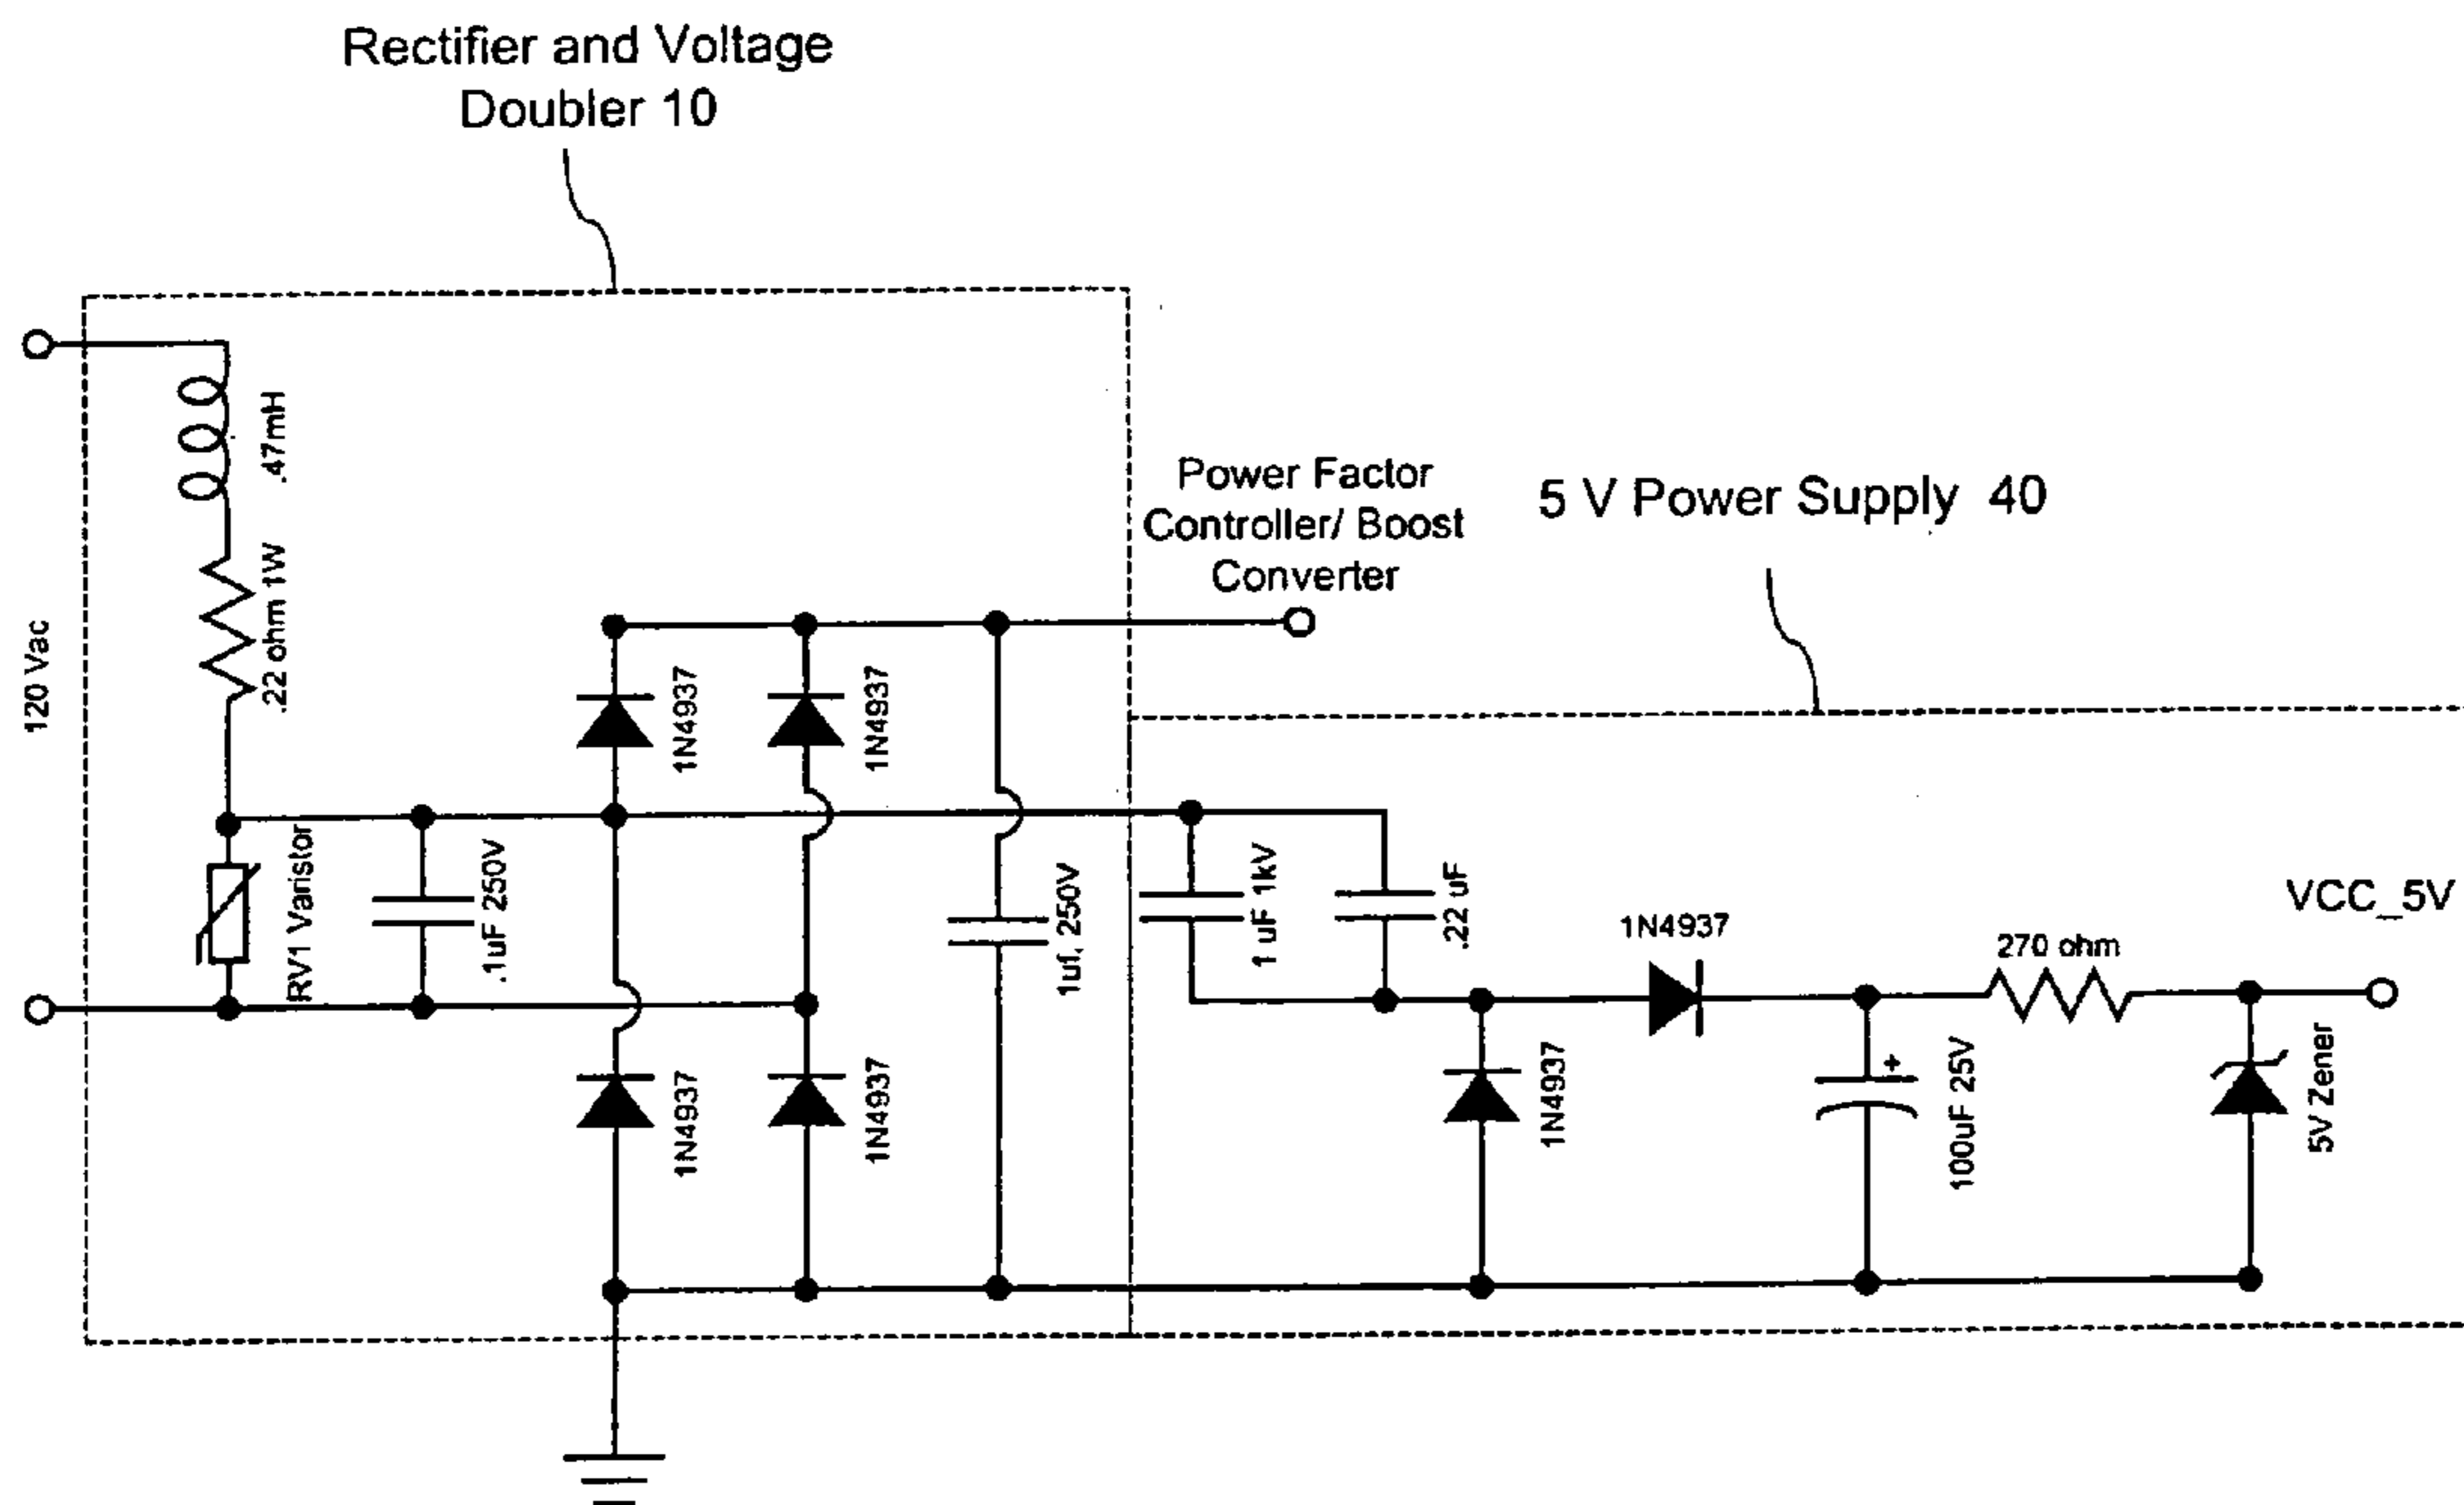 Rectifier and Voltage
Doubler 10
.47mH
.22 ohm 1W
120 Vac
Power Factor
Controller/ Boost
Converter
5 V Power Supply 40
1N4937
1N4937
RV1 Varistor
.1uF 250V
1uf, 250V
1 uF 1kV
.22 uF
1N4937
270 ohm
VCC_5V
1N4937
1N4937
1N4937
100uF 25V
+
5V Zener